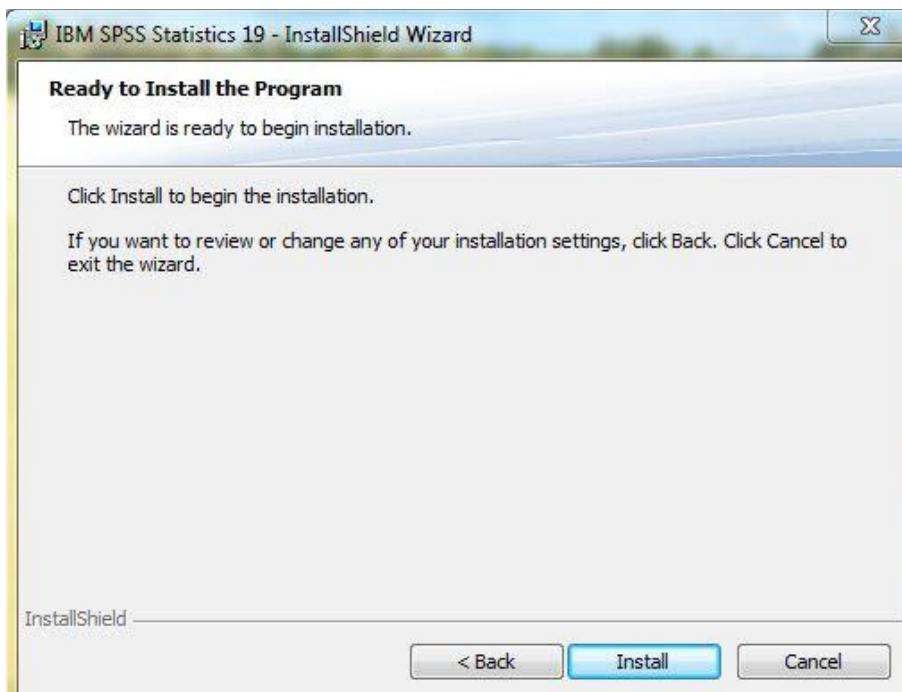 IBM SPSS Statistics 19 - InstallShield Wizard
Ready to Install the Program
The wizard is ready to begin installation.
Click Install to begin the installation.
If you want to review or change any of your installation settings, click Back. Click Cancel to
exit the wizard.
InstallShield
< Back
Install
Cancel